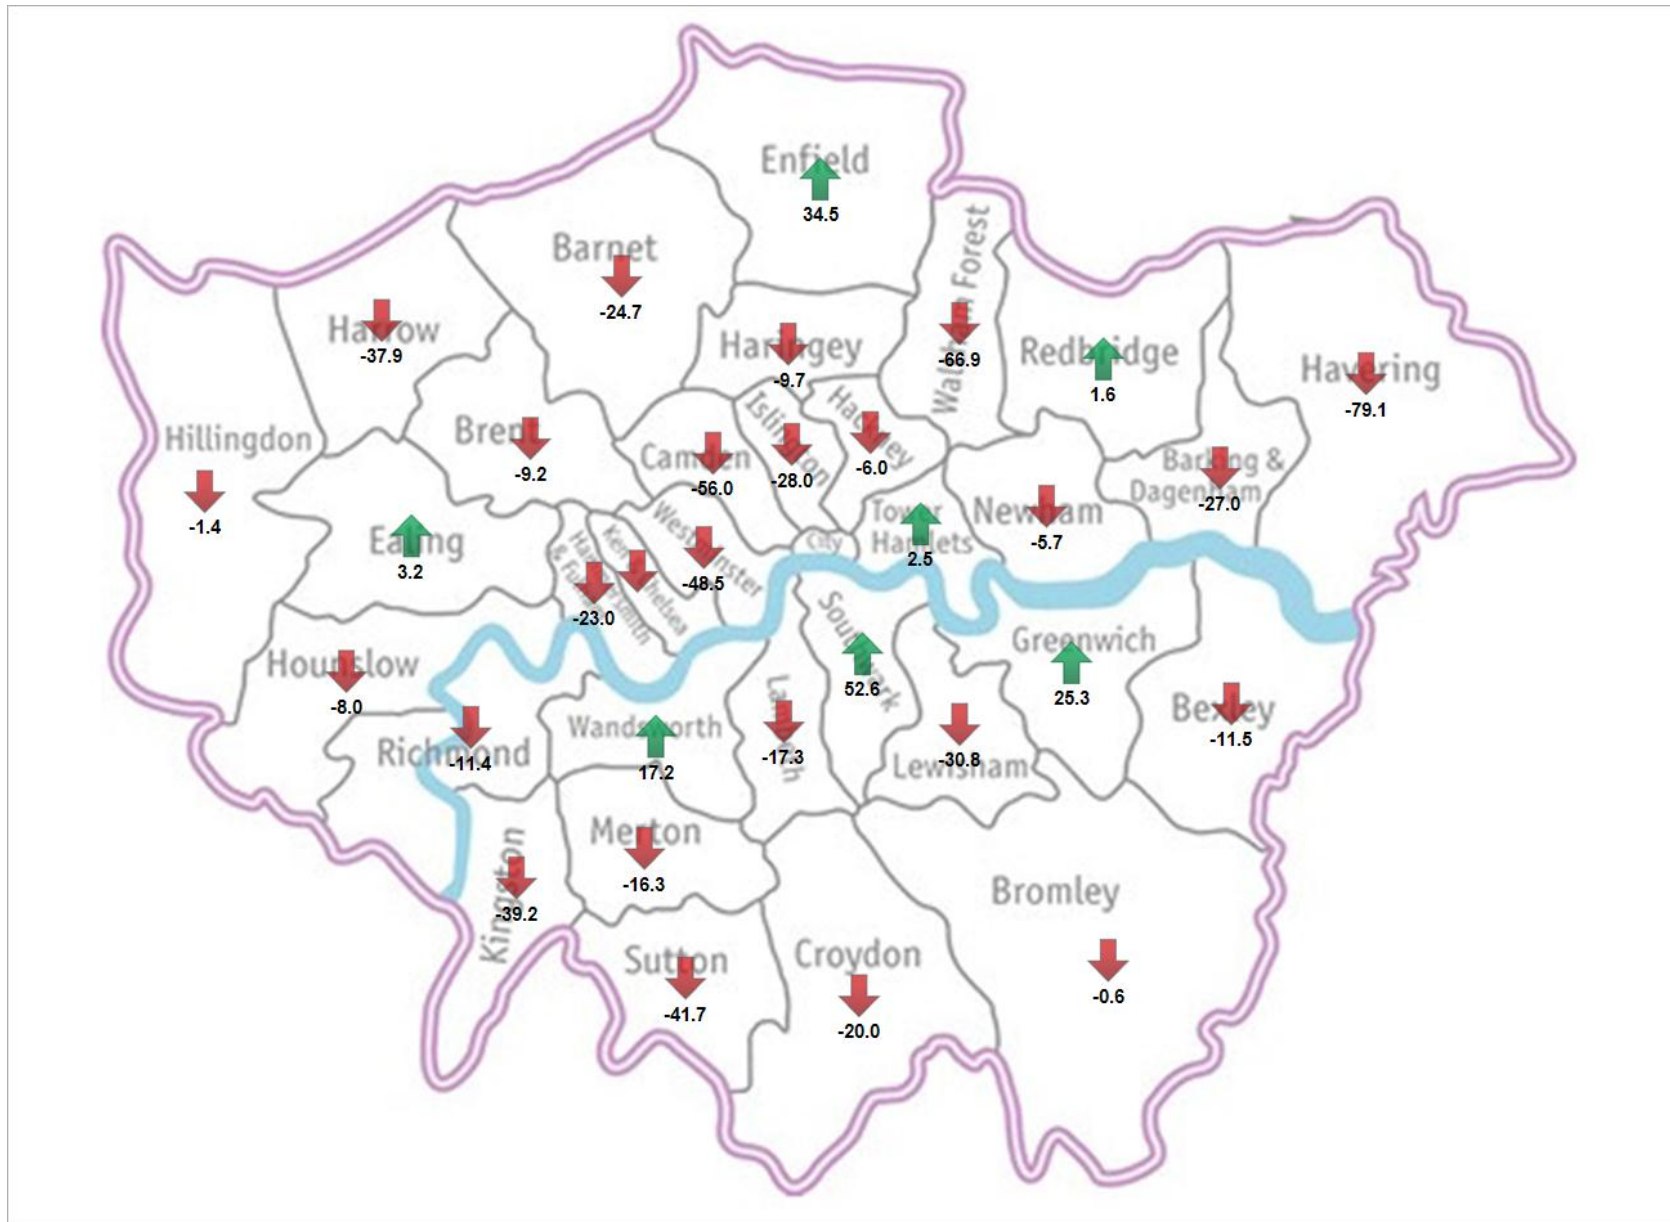 Enfield
34.5
Barnet
-24.7
Harrow
-37.9
Haringey
-9.7
Waltham Forest
-66.9
Redbridge
1.6
Havering
-79.1
Hillingdon
-1.4
Brent
-9.2
Camden
-56.0
Islington
-28.0
Hackney
-6.0
Barking &
Dagenham
-27.0
Ealing
3.2
Hammersmith
& Fulham
-23.0
Ken
Chelsea
Westminster
-48.5
City
Tower
Hamlets
2.5
Newham
-5.7
Hounslow
-8.0
Richmond
-11.4
Wandsworth
17.2
Lambeth
-17.3
Southwark
52.6
Lewisham
-30.8
Greenwich
25.3
Bexley
-11.5
Kingston
-39.2
Merton
-16.3
Sutton
-41.7
Croydon
-20.0
Bromley
-0.6